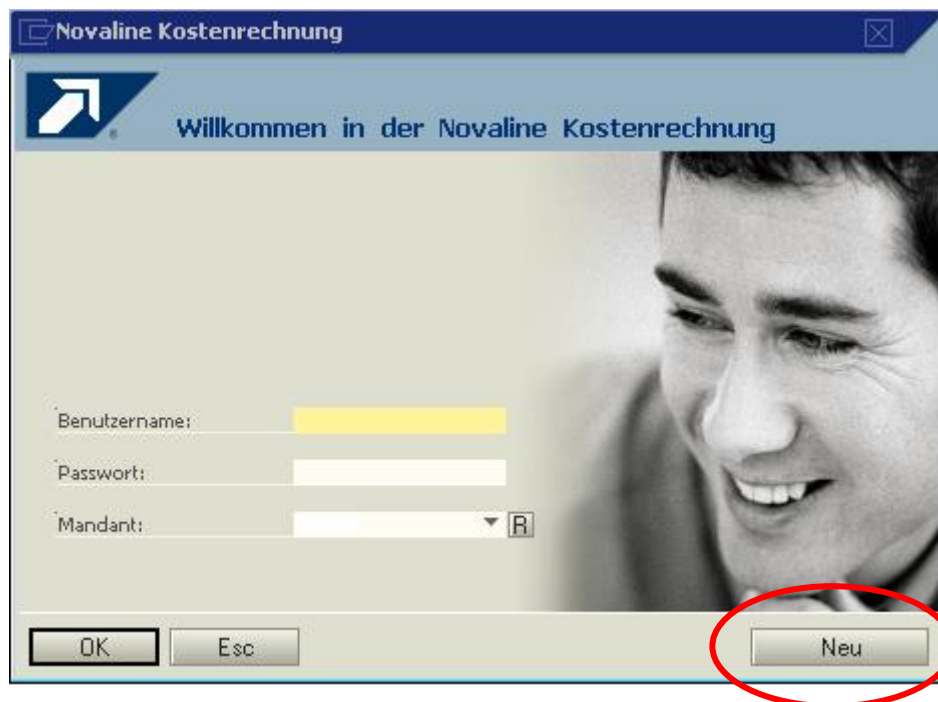 Novaline Kostenrechnung
Willkommen in der Novaline Kostenrechnung
Benutzername:
Passwort:
Mandant:
R
OK
Esc
Neu